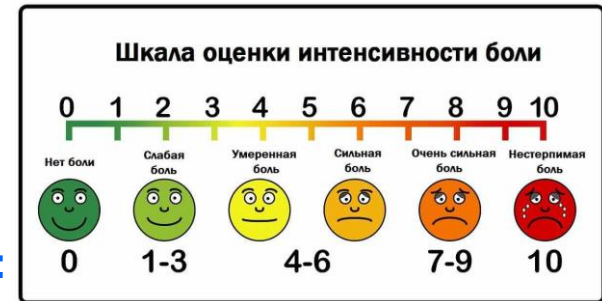 Шкала оценки интенсивности боли
0 1 2 3 4 5 6 7 8 9 10
Нет боли
Слабая боль
Умеренная боль
Сильная боль
Очень сильная боль
Нестерпимая боль
:
0 1-3 4-6 7-9 10